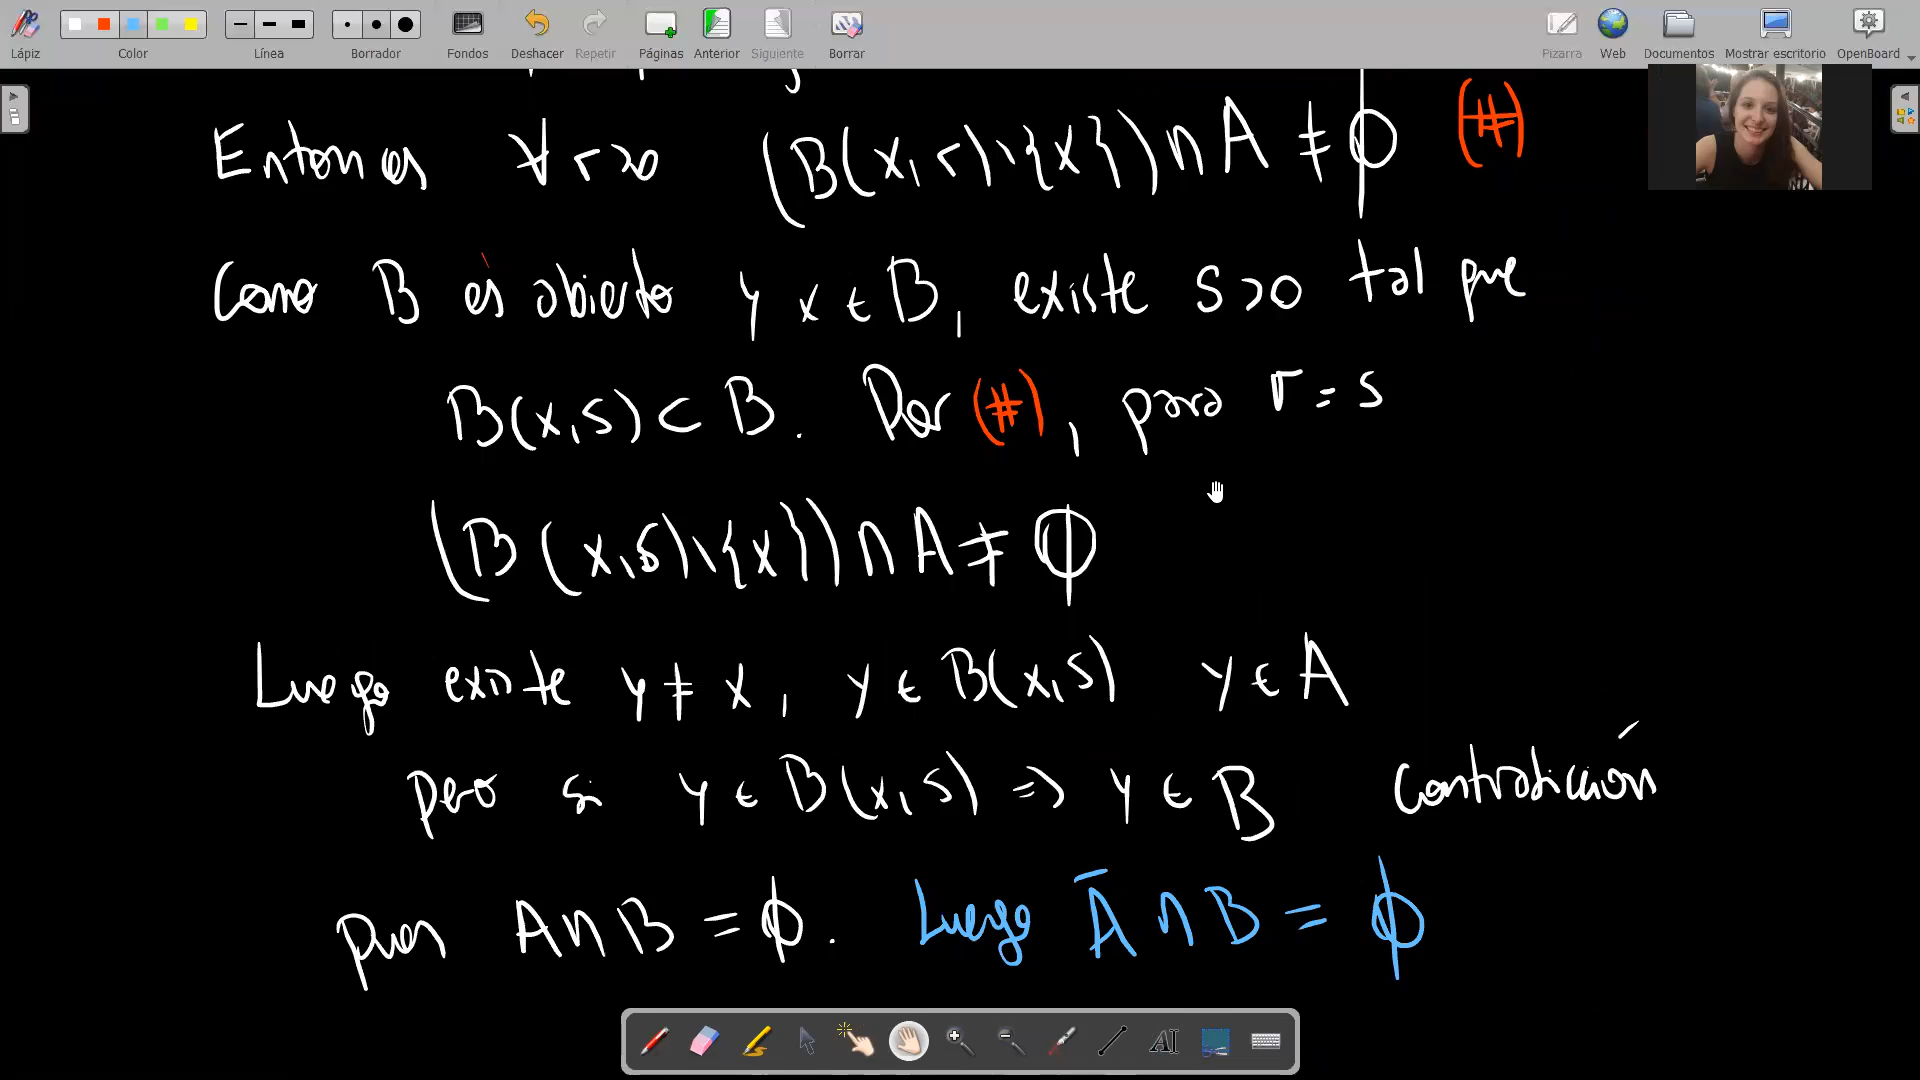 Lápiz Color Línea Borrador Fondos Deshacer Repetir Páginas Anterior Siguiente Borrar Pizarra Web Documentos Mostrar escritorio OpenBoard
Entonces ∀ r>0 (B(x,r)\{x})∩A ≠ ϕ (#)
Como B es abierto y x ∈ B, existe s>0 tal que
B(x,s) ⊂ B. Por (#), para r = s
(B(x,s)\{x})∩A ≠ ϕ
Luego existe y ≠ x, y ∈ B(x,s) y ∈ A
pero si y ∈ B(x,s) => y ∈ B Contradicción
pues A∩B = ϕ. Luego Ā∩B = ϕ
AI